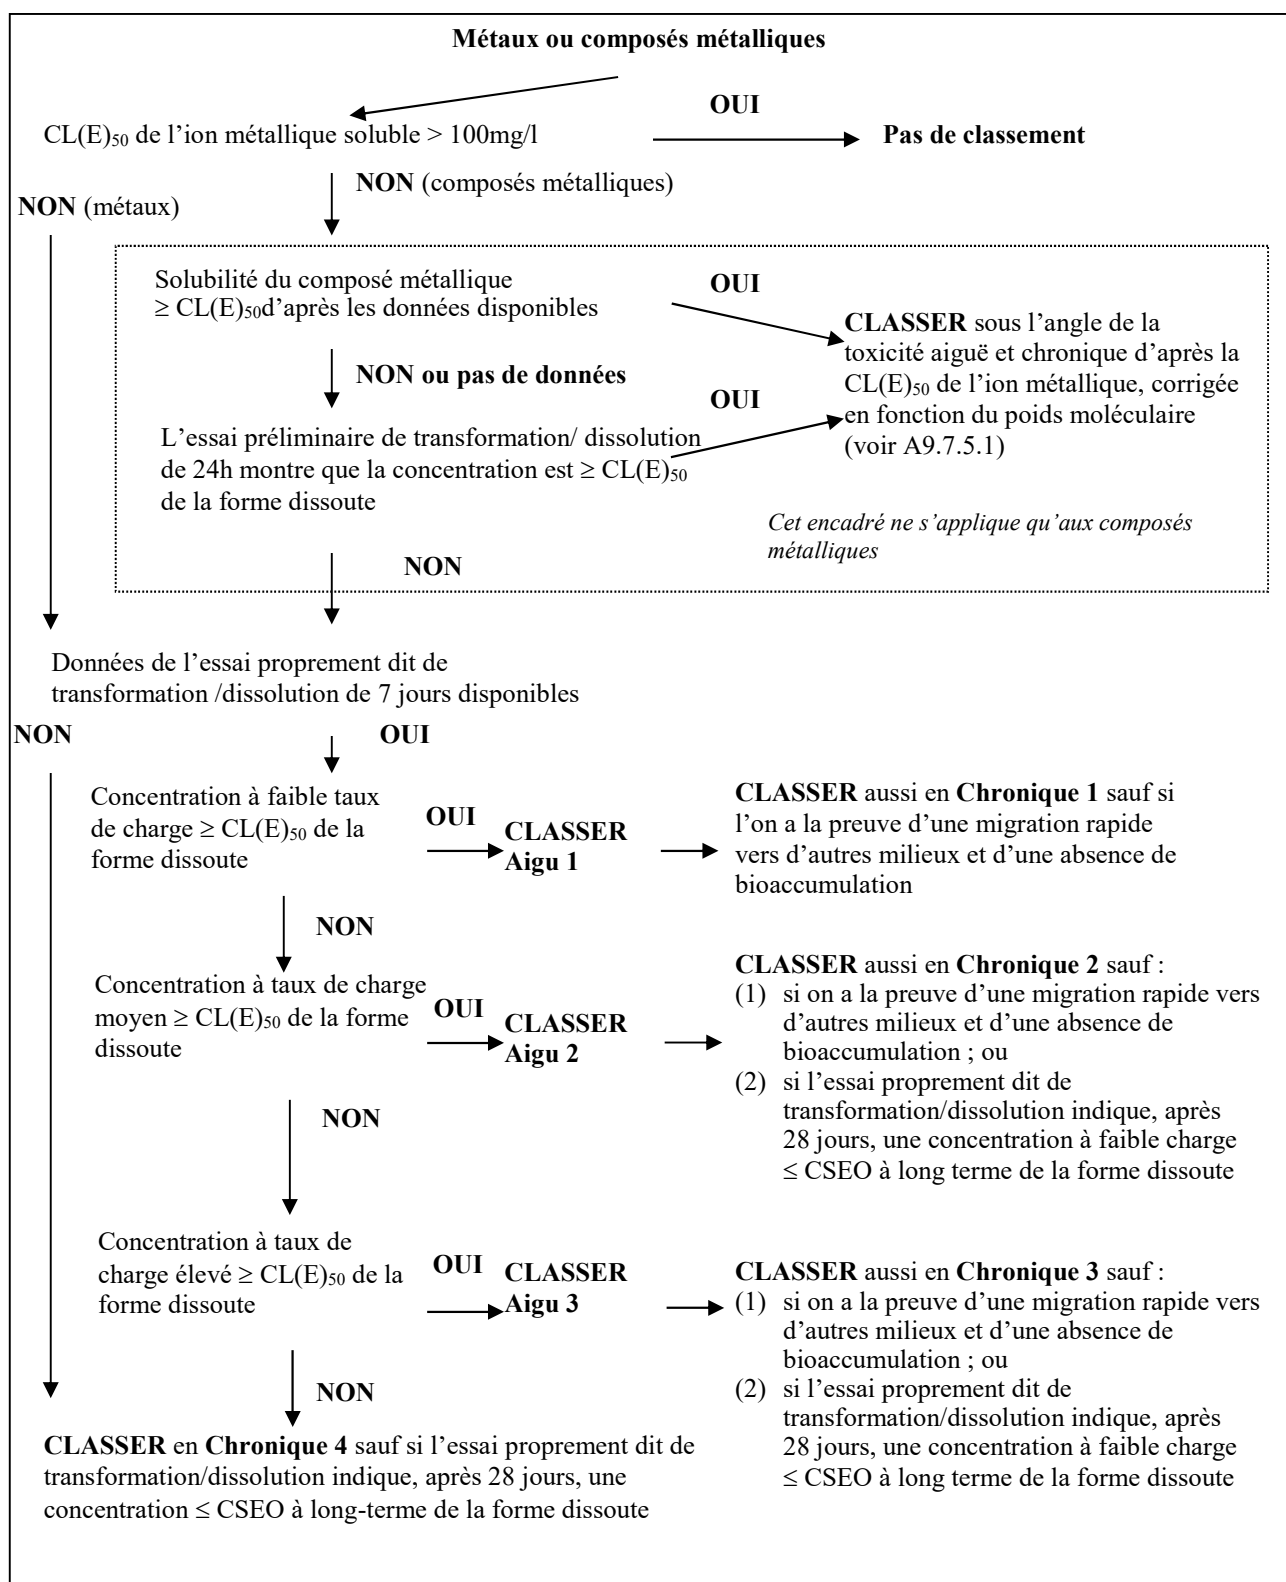 Métaux ou composés métalliques
OUI
CL(E)50 de l’ion métallique soluble > 100mg/l
Pas de classement
NON (composés métalliques)
NON (métaux)
Solubilité du composé métallique
≥ CL(E)50d’après les données disponibles
OUI
CLASSER sous l’angle de la
toxicité aiguë et chronique d’après la
CL(E)50 de l’ion métallique, corrigée
en fonction du poids moléculaire
(voir A9.7.5.1)
NON ou pas de données
OUI
L’essai préliminaire de transformation/ dissolution
de 24h montre que la concentration est ≥ CL(E)50
de la forme dissoute
Cet encadré ne s’applique qu’aux composés
métalliques
NON
Données de l’essai proprement dit de
transformation /dissolution de 7 jours disponibles
NON
OUI
Concentration à faible taux
de charge ≥ CL(E)50 de la
forme dissoute
OUI
CLASSER
Aigu 1
CLASSER aussi en Chronique 1 sauf si
l’on a la preuve d’une migration rapide
vers d’autres milieux et d’une absence de
bioaccumulation
NON
Concentration à taux de charge
moyen ≥ CL(E)50 de la forme
dissoute
OUI
CLASSER
Aigu 2
CLASSER aussi en Chronique 2 sauf :
(1) si on a la preuve d’une migration rapide vers
d’autres milieux et d’une absence de
bioaccumulation ; ou
(2) si l’essai proprement dit de
transformation/dissolution indique, après
28 jours, une concentration à faible charge
≤ CSEO à long terme de la forme dissoute
NON
Concentration à taux de
charge élevé ≥ CL(E)50 de la
forme dissoute
OUI
CLASSER
Aigu 3
CLASSER aussi en Chronique 3 sauf :
(1) si on a la preuve d’une migration rapide vers
d’autres milieux et d’une absence de
bioaccumulation ; ou
(2) si l’essai proprement dit de
transformation/dissolution indique, après
28 jours, une concentration à faible charge
≤ CSEO à long terme de la forme dissoute
NON
CLASSER en Chronique 4 sauf si l’essai proprement dit de
transformation/dissolution indique, après 28 jours, une
concentration ≤ CSEO à long-terme de la forme dissoute